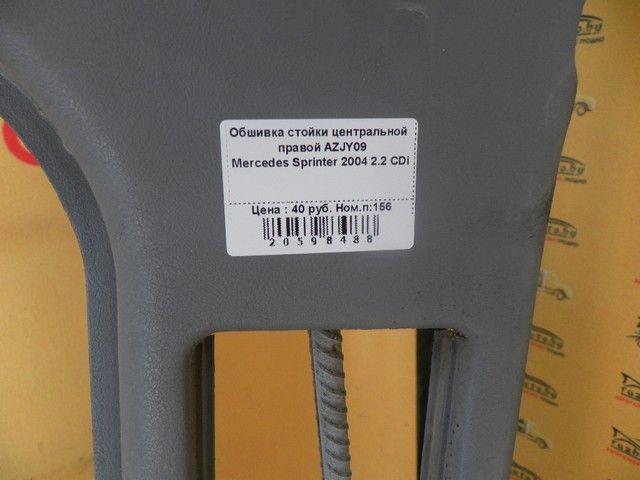 Обшивка стойки центральной
правой AZJY09
Mercedes Sprinter 2004 2.2 CDi
Цена : 40 руб. Ном.п:156
20598488